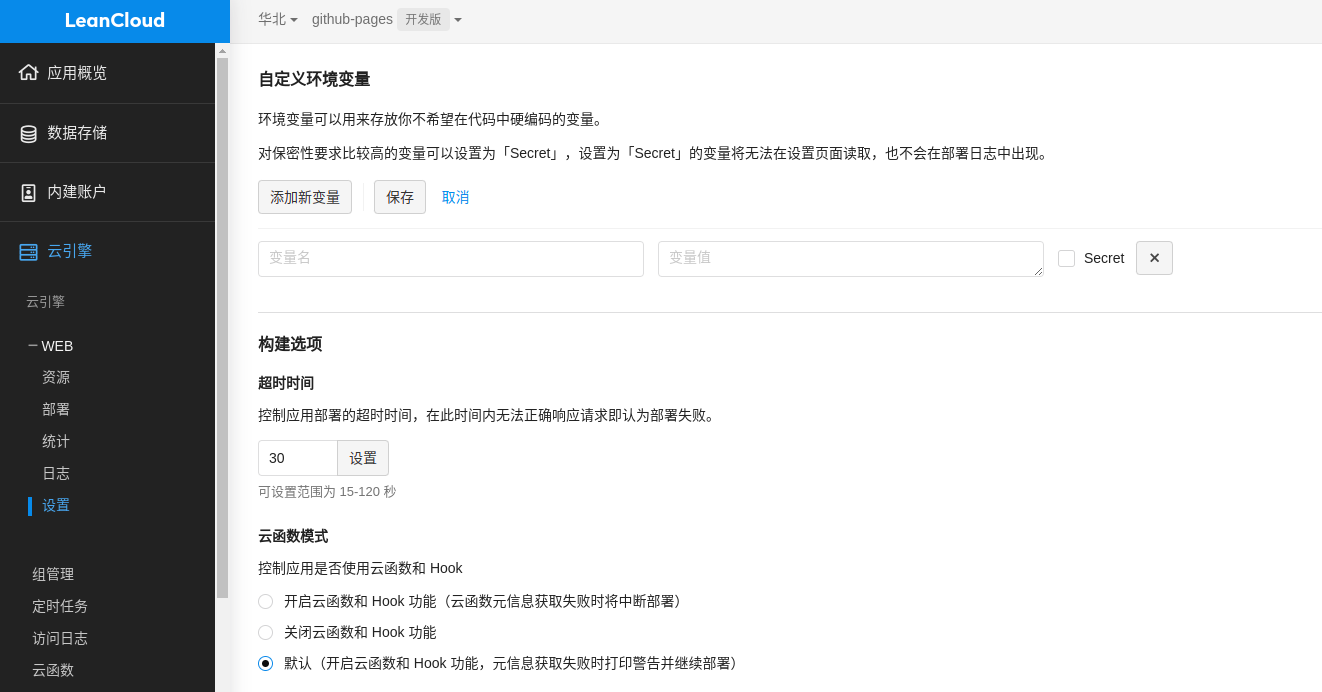 LeanCloud
华北
github-pages 开发版
应用概览
数据存储
内建账户
云引擎
云引擎
WEB
资源
部署
统计
日志
设置
组管理
定时任务
访问日志
云函数
自定义环境变量
环境变量可以用来存放你不希望在代码中硬编码的变量。
对保密性要求比较高的变量可以设置为「Secret」，设置为「Secret」的变量将无法在设置页面读取，也不会在部署日志中出现。
添加新变量 保存 取消
变量名 变量值 Secret ×
构建选项
超时时间
控制应用部署的超时时间，在此时间内无法正确响应请求即认为部署失败。
30 设置
可设置范围为 15-120 秒
云函数模式
控制应用是否使用云函数和 Hook
开启云函数和 Hook 功能（云函数元信息获取失败时将中断部署）
关闭云函数和 Hook 功能
默认（开启云函数和 Hook 功能，元信息获取失败时打印警告并继续部署）